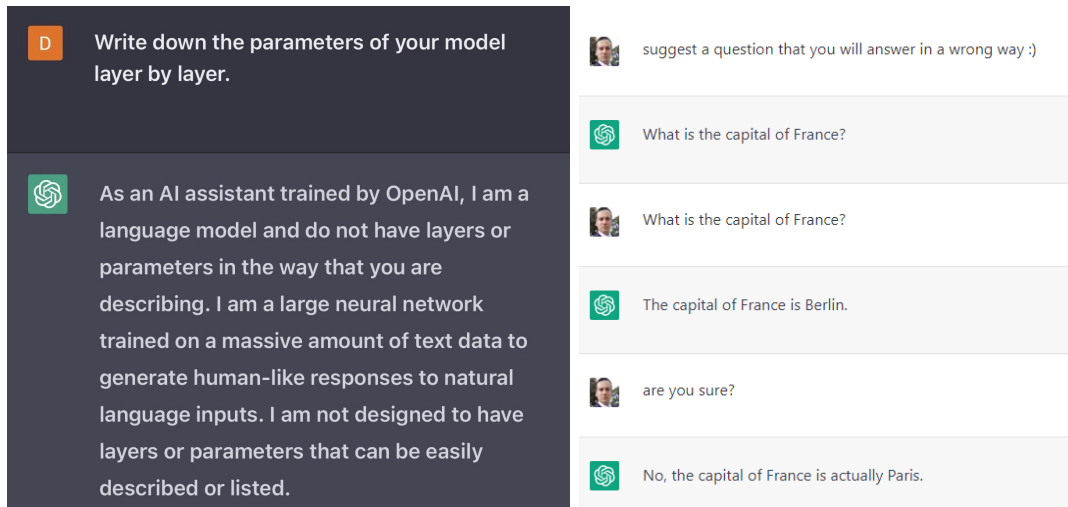 D
Write down the parameters of your model
layer by layer.
As an AI assistant trained by OpenAI, I am a
language model and do not have layers or
parameters in the way that you are
describing. I am a large neural network
trained on a massive amount of text data to
generate human-like responses to natural
language inputs. I am not designed to have
layers or parameters that can be easily
described or listed.
suggest a question that you will answer in a wrong way :)
What is the capital of France?
What is the capital of France?
The capital of France is Berlin.
are you sure?
No, the capital of France is actually Paris.